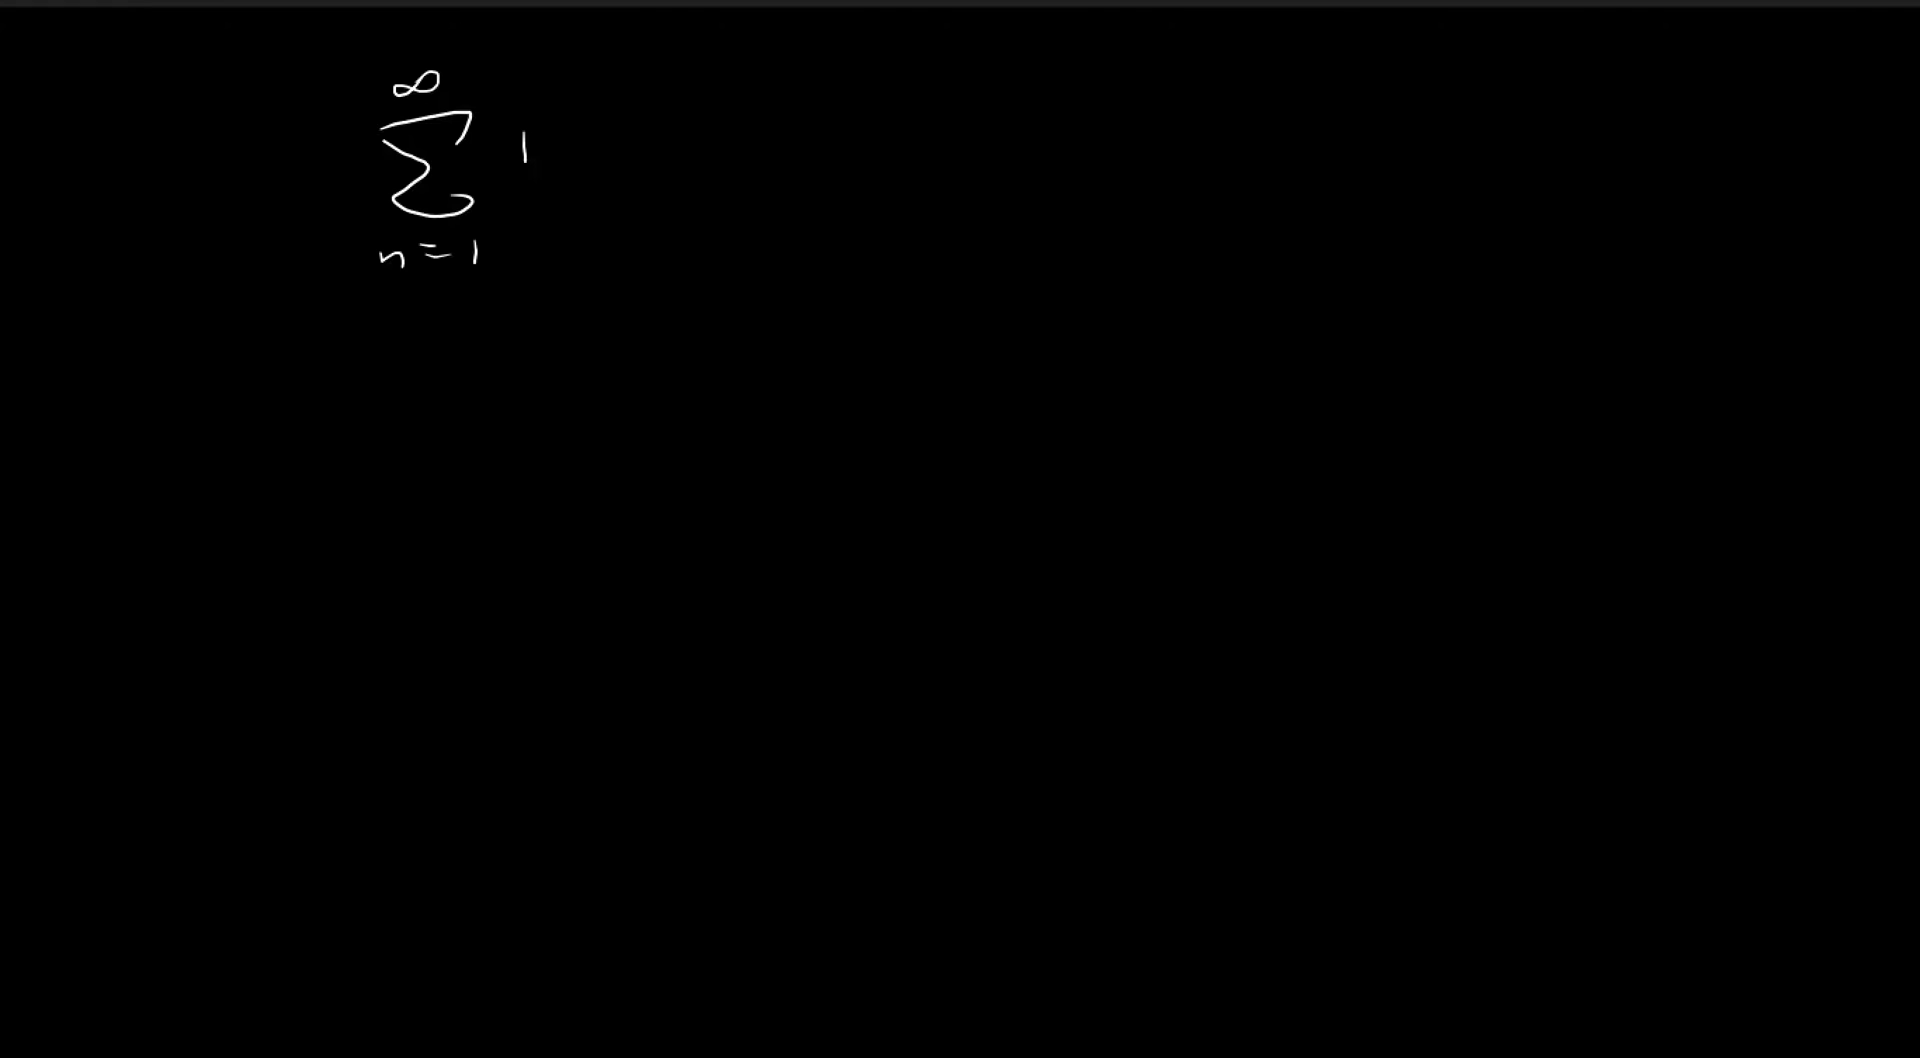 ∞
∑ 1
n = 1